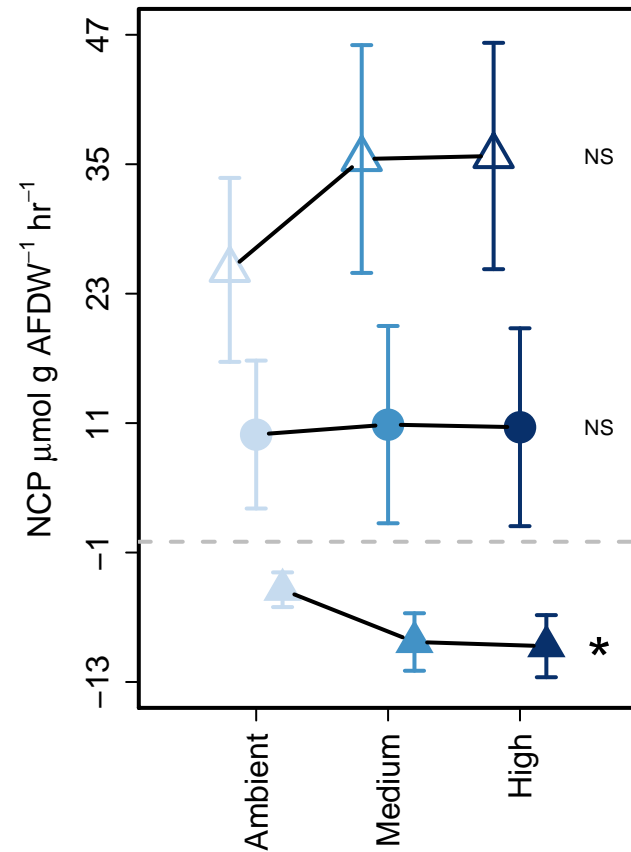 NCP μmol g AFDW⁻¹ hr⁻¹
47
35
23
11
−1
−13
NS
NS
*
Ambient
Medium
High